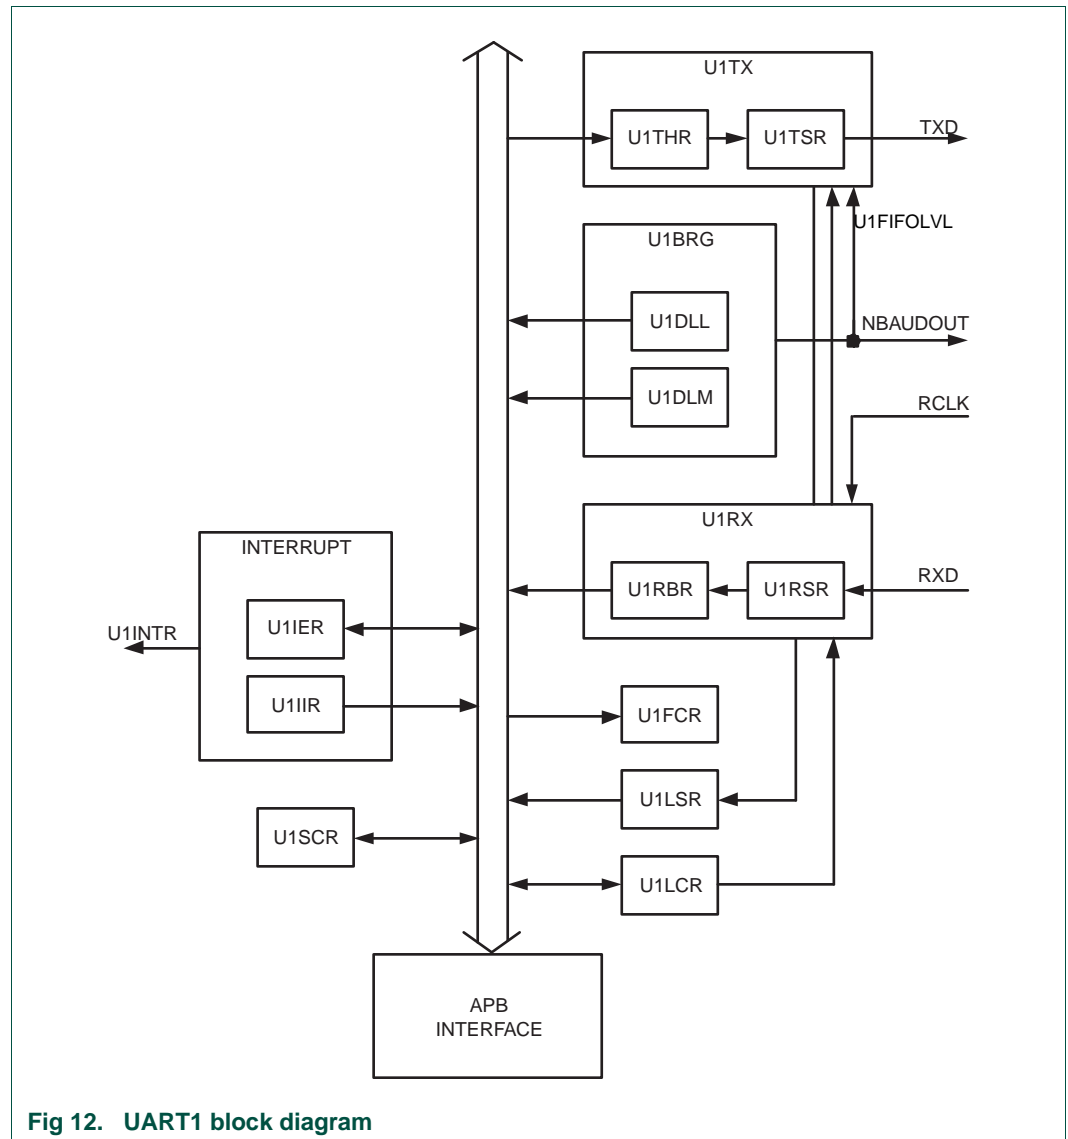 U1TX
U1THR
U1TSR
TXD
U1FIFOLVL
U1BRG
U1DLL
NBAUDOUT
U1DLM
RCLK
U1RX
INTERRUPT
U1RBR
U1RSR
RXD
U1INTR
U1IER
U1IIR
U1FCR
U1LSR
U1SCR
U1LCR
APB
INTERFACE
Fig 12. UART1 block diagram